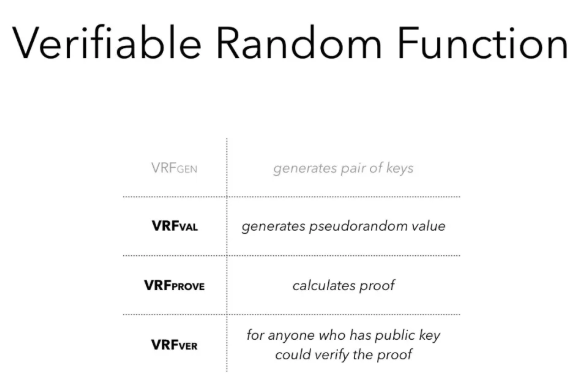 Verifiable Random Function
VRFGEN generates pair of keys
VRFVAL generates pseudorandom value
VRFPROVE calculates proof
VRFVER for anyone who has public key
could verify the proof